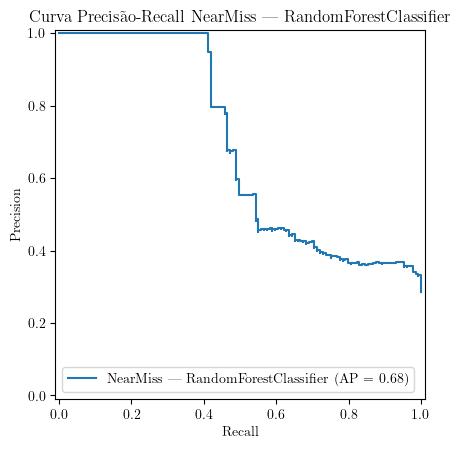 Curva Precisão-Recall NearMiss — RandomForestClassifier
1.0
0.8
0.6
0.4
0.2
0.0
Precision
NearMiss — RandomForestClassifier (AP = 0.68)
0.0 0.2 0.4 0.6 0.8 1.0
Recall